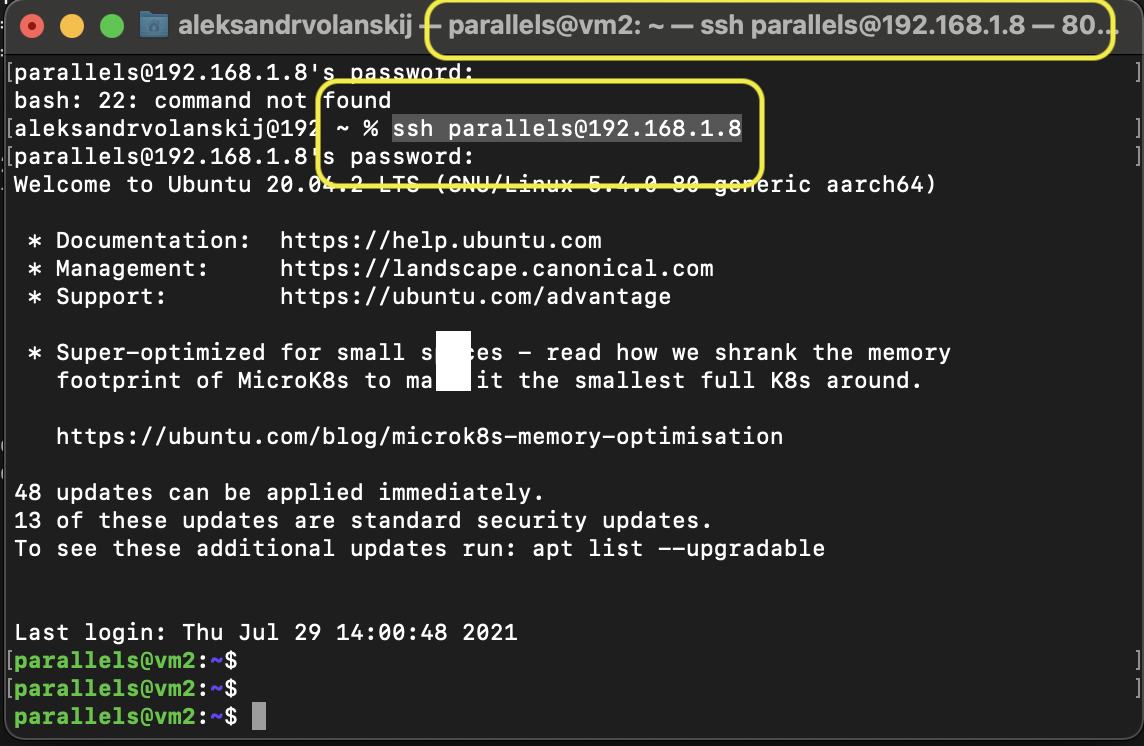 aleksandrvolanskij — parallels@vm2: ~ — ssh parallels@192.168.1.8 — 80…
[parallels@192.168.1.8's password: ]
bash: 22: command not found
[aleksandrvolanskij@192 ~ % ssh parallels@192.168.1.8 ]
[parallels@192.168.1.8's password: ]
Welcome to Ubuntu 20.04.2 LTS (GNU/Linux 5.4.0-80-generic aarch64)
* Documentation: https://help.ubuntu.com
* Management: https://landscape.canonical.com
* Support: https://ubuntu.com/advantage
* Super-optimized for small - read how we shrank the memory
footprint of MicroK8s to it the smallest full K8s around.
https://ubuntu.com/blog/microk8s-memory-optimisation
48 updates can be applied immediately.
13 of these updates are standard security updates.
To see these additional updates run: apt list --upgradable
Last login: Thu Jul 29 14:00:48 2021
[parallels@vm2:~$ ]
[parallels@vm2:~$ ]
parallels@vm2:~$